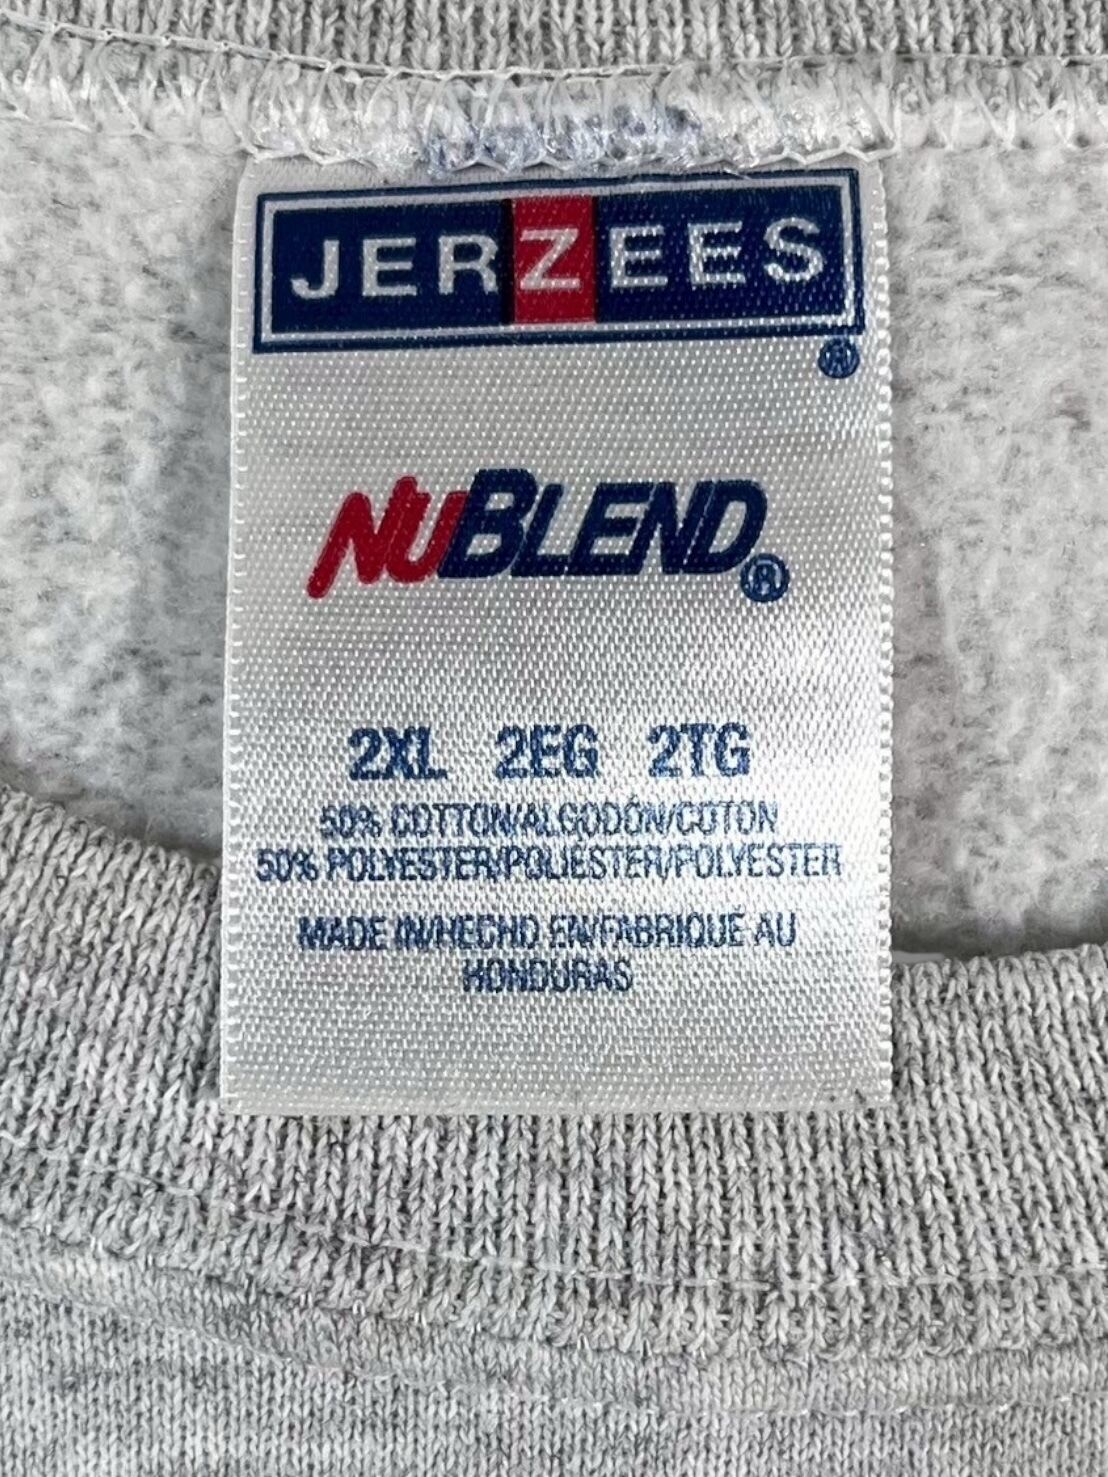 JERZEES
®
NUBLEND®
2XL 2EG 2TG
50% COTTON/ALGODÓN/COTON
50% POLYESTER/POLIÉSTER/POLYESTER
MADE IN/HECHO EN/FABRIQUÉ AU
HONDURAS